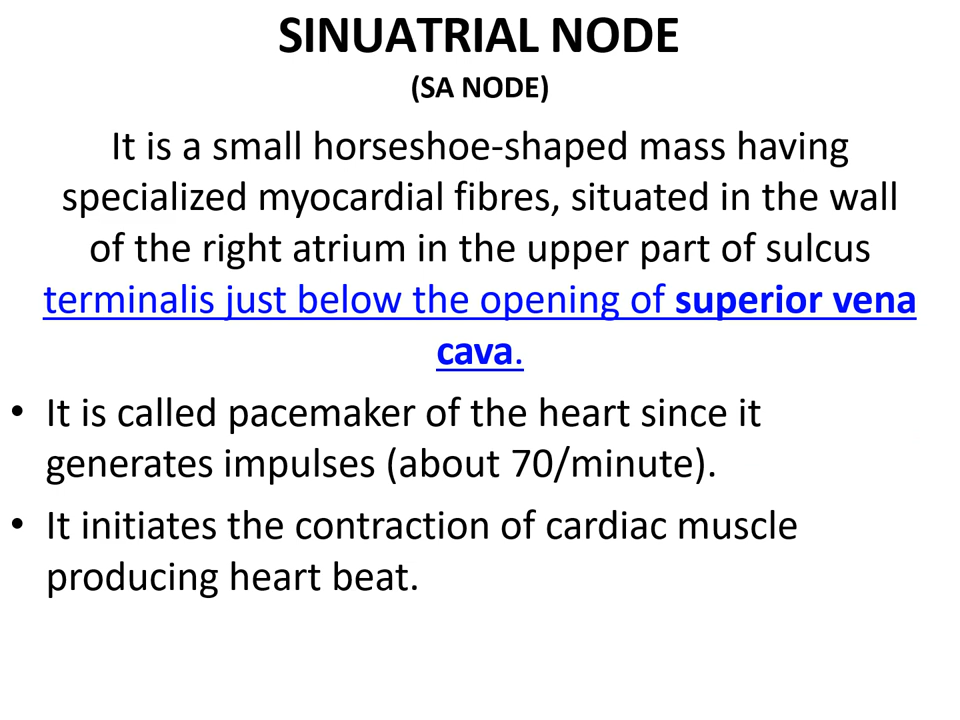 SINUATRIAL NODE
(SA NODE)
It is a small horseshoe-shaped mass having
specialized myocardial fibres, situated in the wall
of the right atrium in the upper part of sulcus
terminalis just below the opening of superior vena
cava.
• It is called pacemaker of the heart since it
generates impulses (about 70/minute).
• It initiates the contraction of cardiac muscle
producing heart beat.